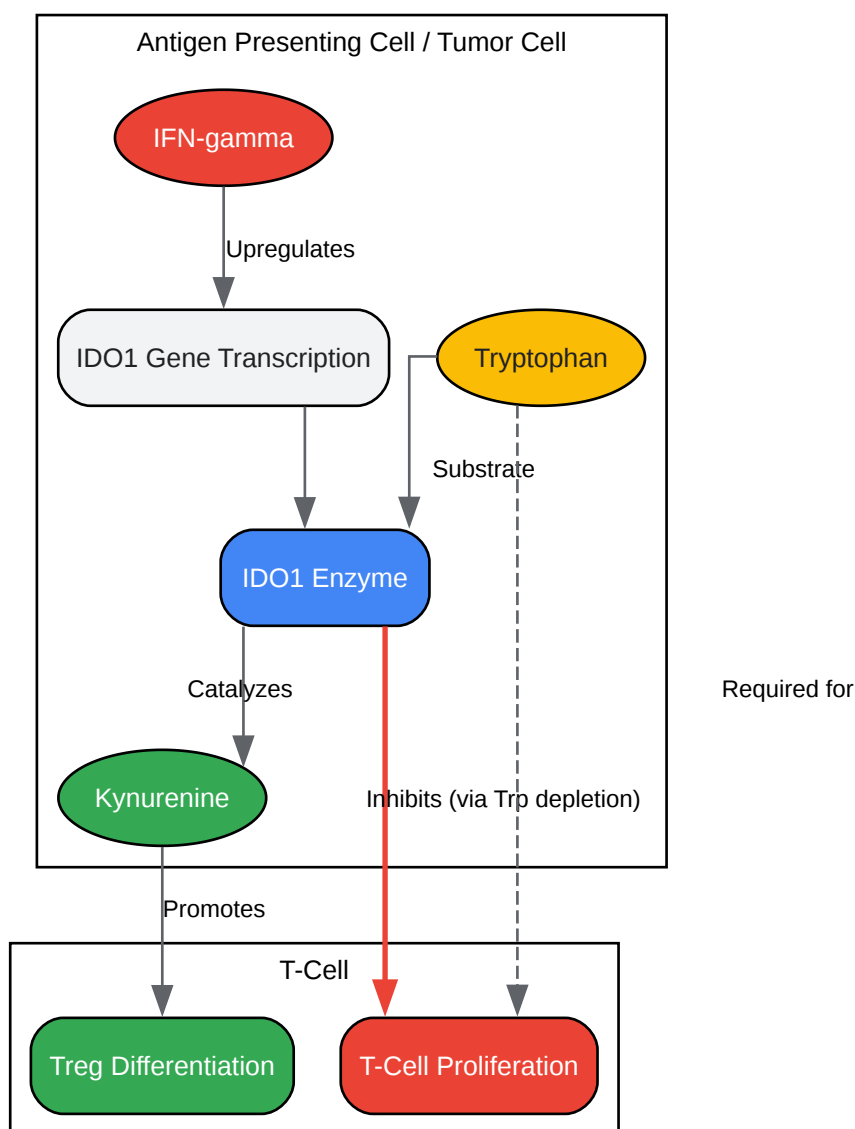 Antigen Presenting Cell / Tumor Cell
IFN-gamma
Upregulates
IDO1 Gene Transcription
Tryptophan
Substrate
IDO1 Enzyme
Catalyzes
Required for
Kynurenine
Inhibits (via Trp depletion)
Promotes
T-Cell
Treg Differentiation
T-Cell Proliferation